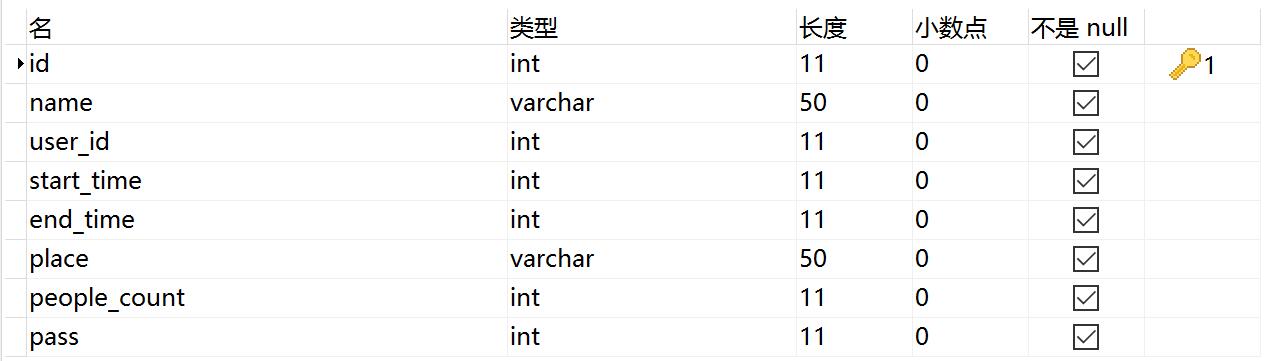 名 类型 长度 小数点 不是 null
id int 11 0 1
name varchar 50 0
user_id int 11 0
start_time int 11 0
end_time int 11 0
place varchar 50 0
people_count int 11 0
pass int 11 0